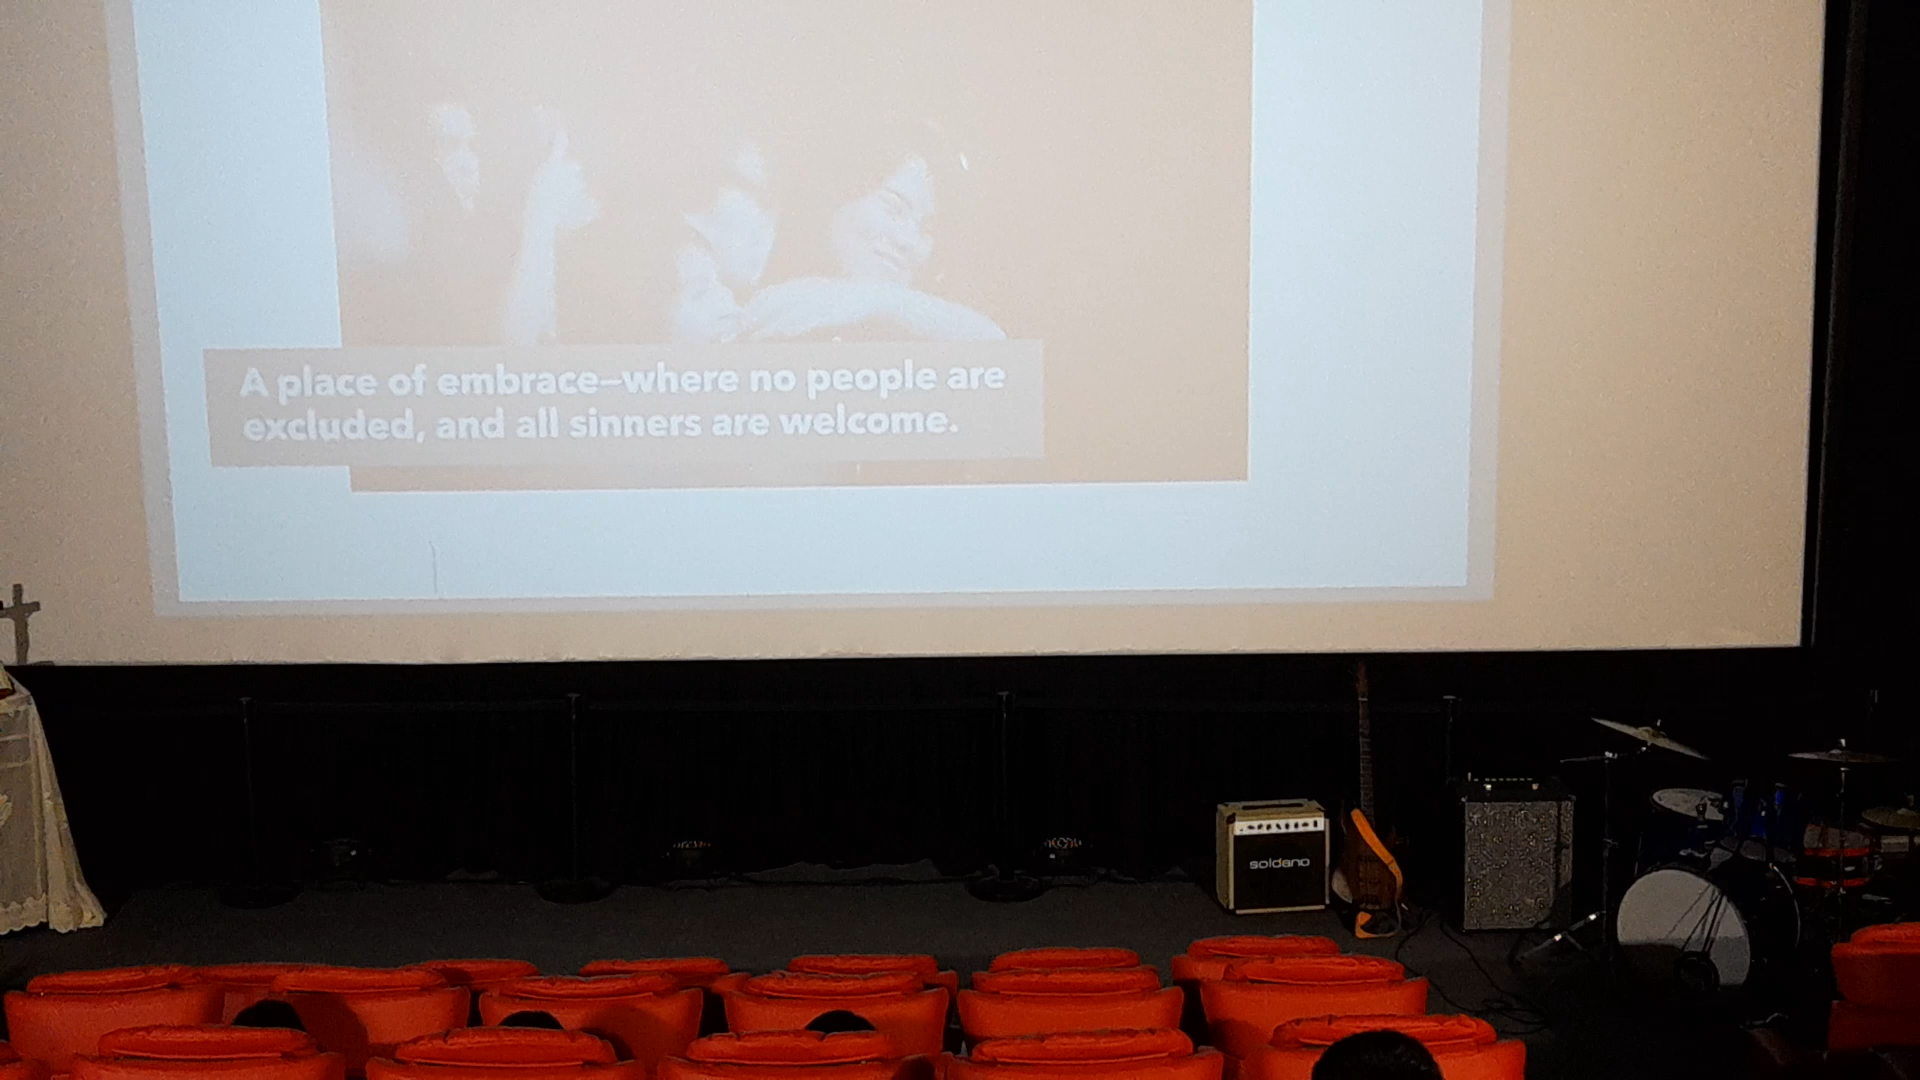 A place of embrace—where no people are
excluded, and all sinners are welcome.
soldano